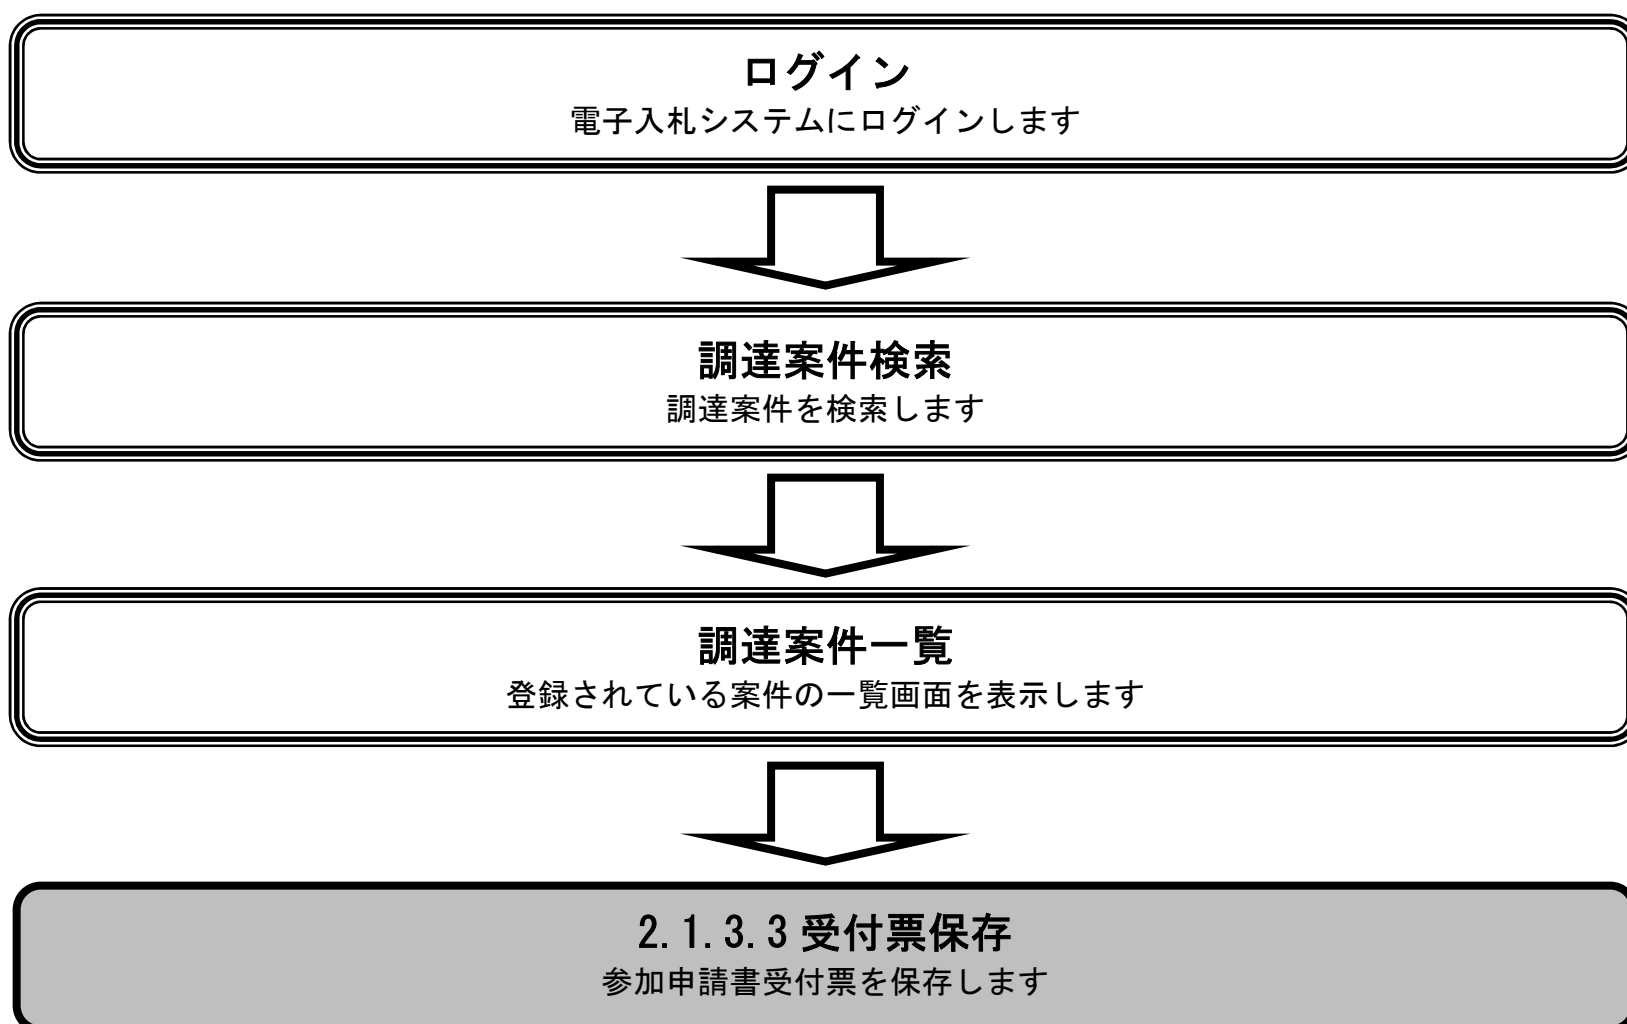 ログイン
電子入札システムにログインします
調達案件検索
調達案件を検索します
調達案件一覧
登録されている案件の一覧画面を表示します
2.1.3.3 受付票保存
参加申請書受付票を保存します